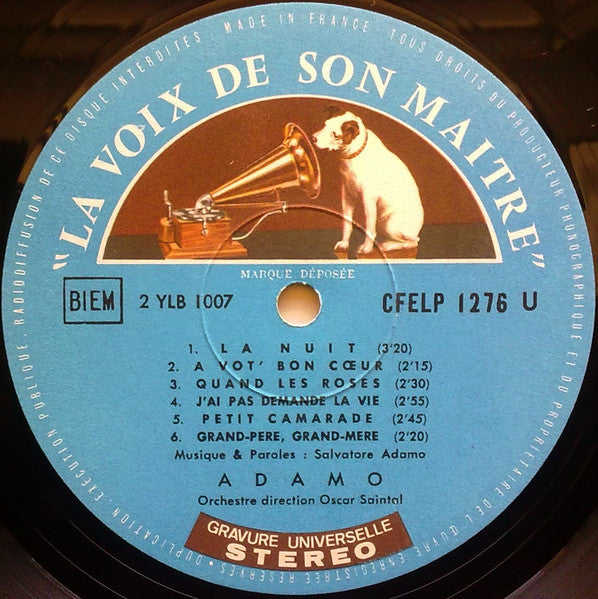 MADE IN FRANCE · TOUS DROITS DU PRODUCTEUR PHONOGRAPHIQUE ET DU PROPRIETAIRE DE L'ŒUVRE ENREGISTREE RESERVES · DUPLICATION, EXECUTION PUBLIQUE, RADIODIFFUSION DE CE DISQUE INTERDITES ·
"LA VOIX DE SON MAITRE"
MARQUE DÉPOSÉE
BIEM 2 YLB 1007 CFELP 1276 U
1. LA NUIT (3'20)
2. A VOT' BON CŒUR (2'15)
3. QUAND LES ROSES (2'30)
4. J'AI PAS DEMANDE LA VIE (2'55)
5. PETIT CAMARADE (2'45)
6. GRAND-PERE, GRAND-MERE (2'20)
Musique & Paroles : Salvatore Adamo
ADAMO
Orchestre direction Oscar Saintal
GRAVURE UNIVERSELLE
STEREO